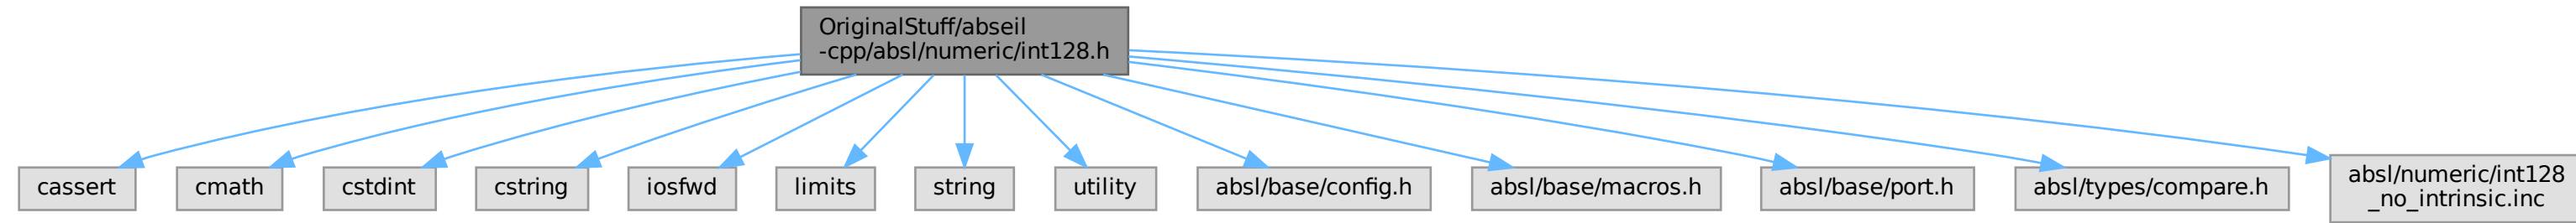 OriginalStuff/abseil
-cpp/absl/numeric/int128.h
cassert
cmath
cstdint
cstring
iosfwd
limits
string
utility
absl/base/config.h
absl/base/macros.h
absl/base/port.h
absl/types/compare.h
absl/numeric/int128
_no_intrinsic.inc